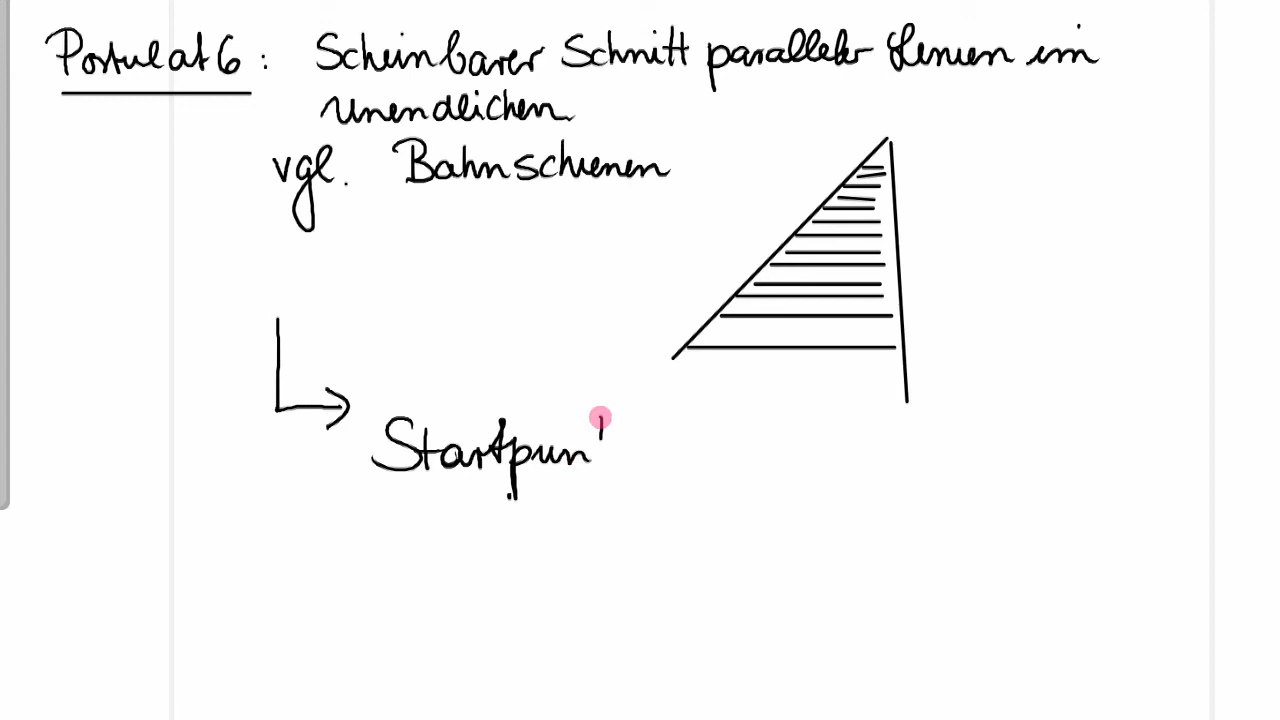 Postulat 6 : Scheinbarer Schnitt paralleler Linien im
Unendlichen
vgl. Bahnschienen
Startpun